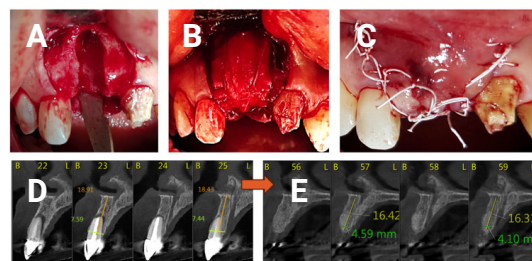 A
B
C
B 22 L
B 23 L
24 L
B 25 L
B 56 L
B 57 L
B 58 L
B 59 L
D
E
18.91
7.59
18.43
7.44
16.42
4.59 mm
16.3
4.10 mm